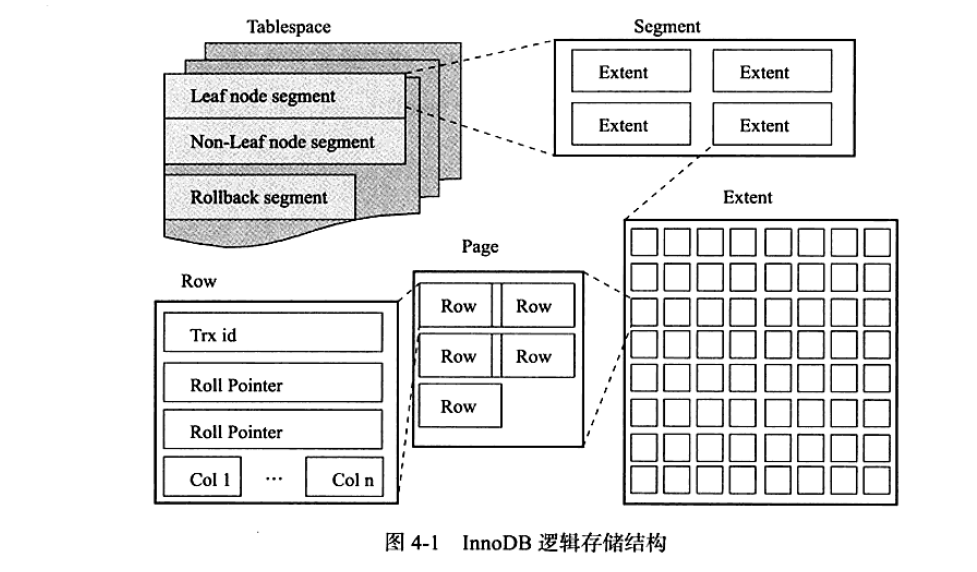 Tablespace
Leaf node segment
Non-Leaf node segment
Rollback segment
Segment
Extent Extent
Extent Extent
Extent
Page
Row Row
Row Row
Row
Row
Trx id
Roll Pointer
Roll Pointer
Col 1 … Col n
图 4-1 InnoDB 逻辑存储结构